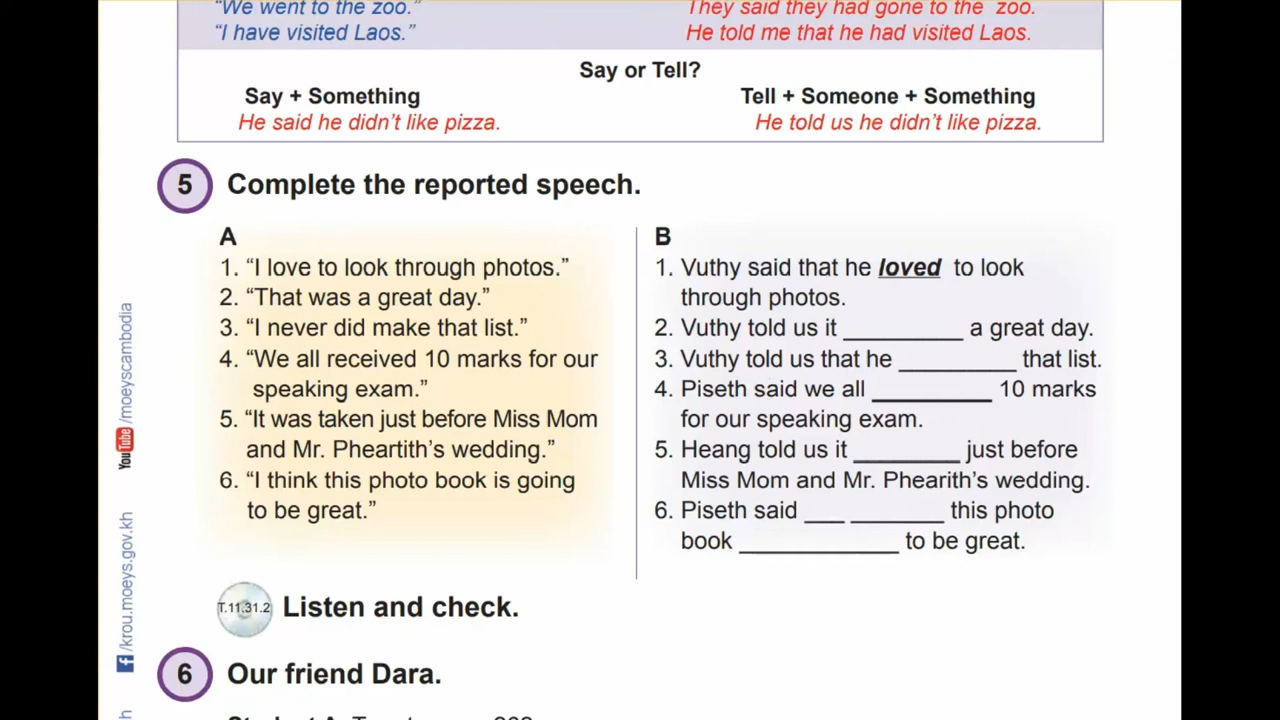 “We went to the zoo.”
They said they had gone to the zoo.
“I have visited Laos.”
He told me that he had visited Laos.
Say or Tell?
Say + Something
Tell + Someone + Something
He said he didn’t like pizza.
He told us he didn’t like pizza.
5 Complete the reported speech.
A
1. “I love to look through photos.”
2. “That was a great day.”
3. “I never did make that list.”
4. “We all received 10 marks for our
speaking exam.”
5. “It was taken just before Miss Mom
and Mr. Pheartith’s wedding.”
6. “I think this photo book is going
to be great.”
B
1. Vuthy said that he loved to look
through photos.
2. Vuthy told us it __________ a great day.
3. Vuthy told us that he __________ that list.
4. Piseth said we all __________ 10 marks
for our speaking exam.
5. Heang told us it _________ just before
Miss Mom and Mr. Phearith’s wedding.
6. Piseth said ___ ________ this photo
book ______________ to be great.
T.11.31.2 Listen and check.
6 Our friend Dara.
YouTube /moeyscambodia
f /krou.moeys.gov.kh